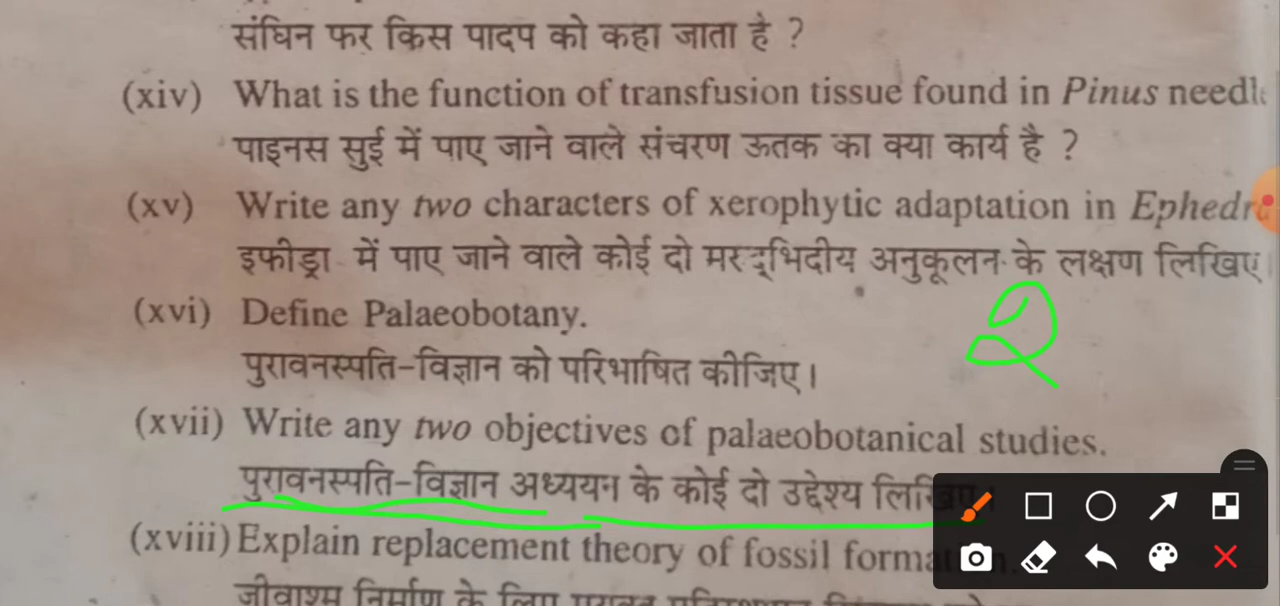 संघिन फर किस पादप को कहा जाता है ?
(xiv) What is the function of transfusion tissue found in Pinus
पाइनस सुई में पाए जाने वाले संचरण ऊतक का क्या कार्य है ?
(xv) Write any two characters of xerophytic adaptation in
इफीड्रा में पाए जाने वाले कोई दो मरुद्भिदीय अनुकूलन के लक्षण लिखिए
(xvi) Define Palaeobotany.
2
पुरावनस्पति-विज्ञान को परिभाषित कीजिए।
(xvii) Write any two objectives of palaeobotanical studies.
पुरावनस्पति-विज्ञान अध्ययन के कोई दो उद्देश्य
(xviii) Explain replacement theory of fossil
जीवाश्म निर्माण के लिए